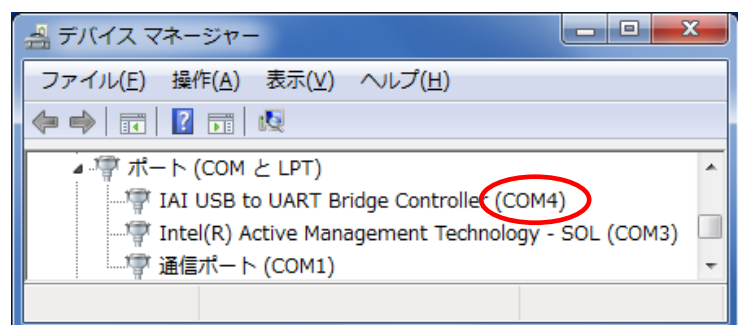 デバイス マネージャー
ファイル(F) 操作(A) 表示(V) ヘルプ(H)
ポート (COM と LPT)
IAI USB to UART Bridge Controller (COM4)
Intel(R) Active Management Technology - SOL (COM3)
通信ポート (COM1)